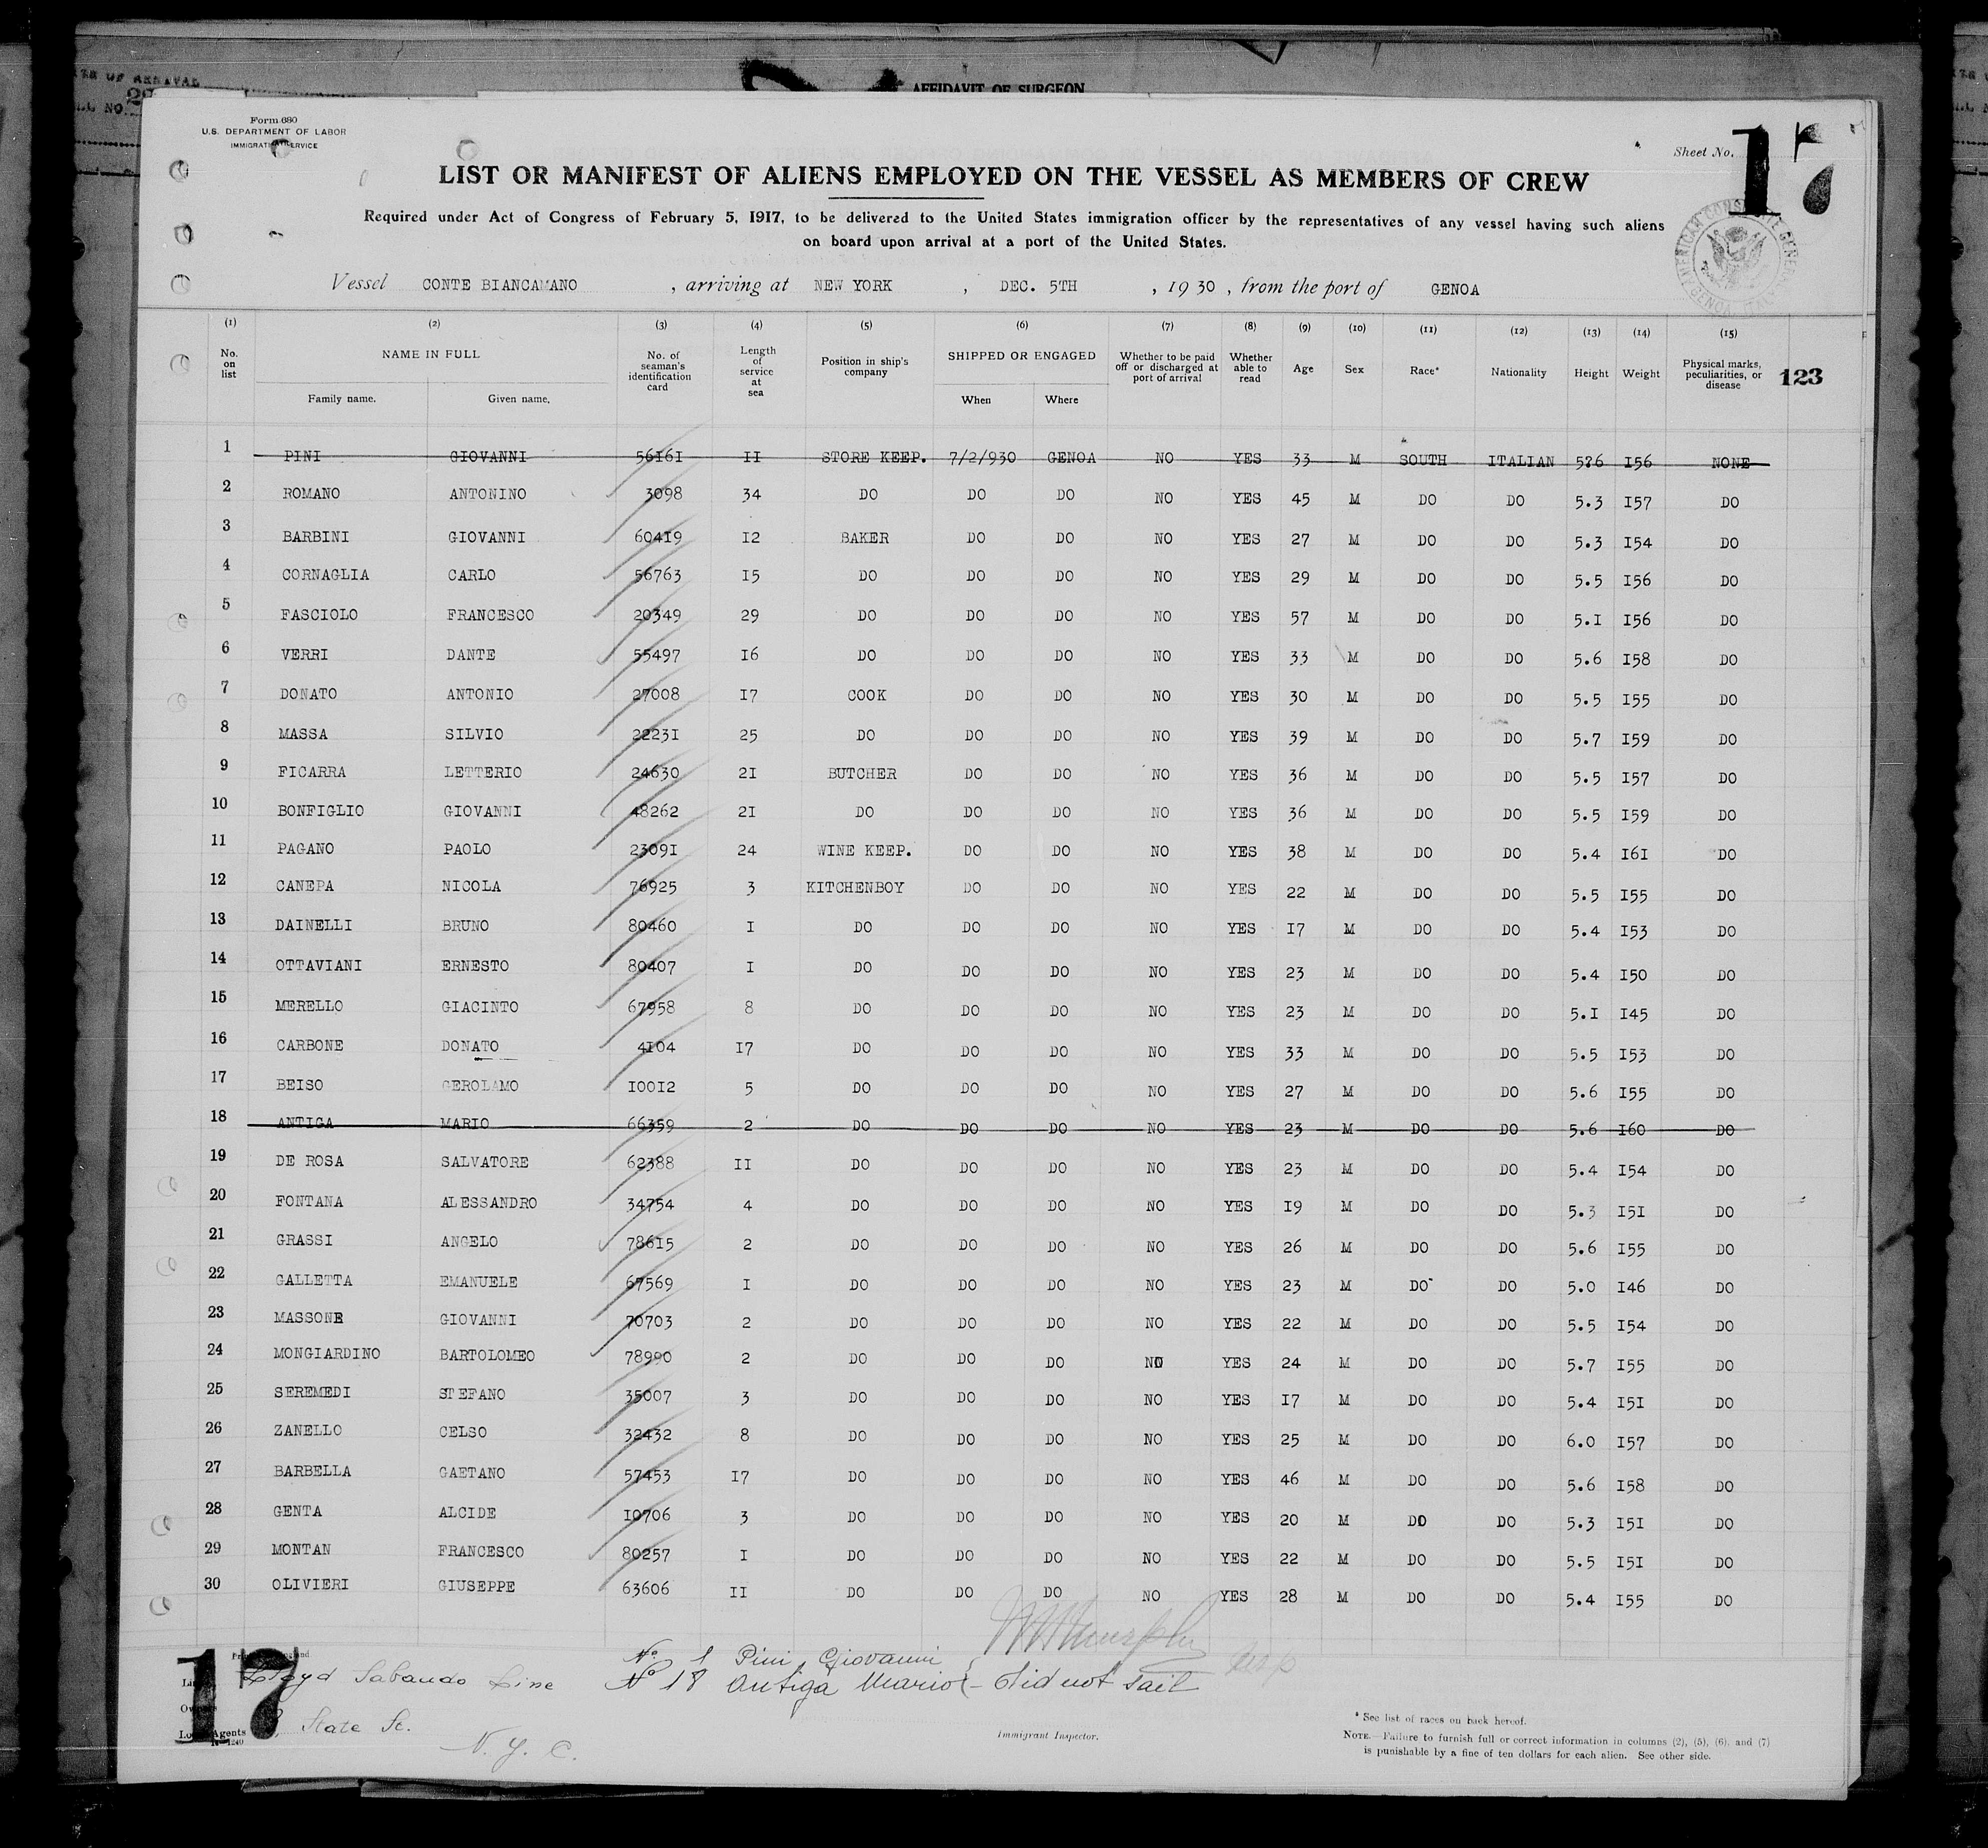 AFFIDAVIT OF SURGEON
Form 680
U.S. DEPARTMENT OF LABOR
IMMIGRATION SERVICE
Sheet No. 17
LIST OR MANIFEST OF ALIENS EMPLOYED ON THE VESSEL AS MEMBERS OF CREW
Required under Act of Congress of February 5, 1917, to be delivered to the United States immigration officer by the representatives of any vessel having such aliens
on board upon arrival at a port of the United States.
Vessel CONTE BIANCAMANO , arriving at NEW YORK , DEC. 5TH , 1930 , from the port of GENOA
(1) (2) (3) (4) (5) (6) (7) (8) (9) (10) (11) (12) (13) (14) (15)
No. on list NAME IN FULL Family name. Given name. No. of seaman's identification card Length of service at sea Position in ship's company SHIPPED OR ENGAGED When Where Whether to be paid off or discharged at port of arrival Whether able to read Age Sex Race* Nationality Height Weight Physical marks, peculiarities, or disease 123
1 PINI GIOVANNI 56161 11 STORE KEEP. 7/2/930 GENOA NO YES 33 M SOUTH ITALIAN 5?6 156 NONE
2 ROMANO ANTONINO 3098 34 DO DO DO NO YES 45 M DO DO 5.3 157 DO
3 BARBINI GIOVANNI 60419 12 BAKER DO DO NO YES 27 M DO DO 5.3 154 DO
4 CORNAGLIA CARLO 56763 15 DO DO DO NO YES 29 M DO DO 5.5 156 DO
5 FASCIOLO FRANCESCO 20349 29 DO DO DO NO YES 57 M DO DO 5.1 156 DO
6 VERRI DANTE 55497 16 DO DO DO NO YES 33 M DO DO 5.6 158 DO
7 DONATO ANTONIO 27008 17 COOK DO DO NO YES 30 M DO DO 5.5 155 DO
8 MASSA SILVIO 22231 25 DO DO DO NO YES 39 M DO DO 5.7 159 DO
9 FICARRA LETTERIO 24630 21 BUTCHER DO DO NO YES 36 M DO DO 5.5 157 DO
10 BONFIGLIO GIOVANNI 48262 21 DO DO DO NO YES 36 M DO DO 5.5 159 DO
11 PAGANO PAOLO 23091 24 WINE KEEP. DO DO NO YES 38 M DO DO 5.4 161 DO
12 CANEPA NICOLA 76925 3 KITCHENBOY DO DO NO YES 22 M DO DO 5.5 155 DO
13 DAINELLI BRUNO 80460 1 DO DO DO NO YES 17 M DO DO 5.4 153 DO
14 OTTAVIANI ERNESTO 80407 1 DO DO DO NO YES 23 M DO DO 5.4 150 DO
15 MERELLO GIACINTO 67958 8 DO DO DO NO YES 23 M DO DO 5.1 145 DO
16 CARBONE DONATO 4104 17 DO DO DO NO YES 33 M DO DO 5.5 153 DO
17 BEISO GEROLAMO 10012 5 DO DO DO NO YES 27 M DO DO 5.6 155 DO
18 ANTIGA MARIO 66359 2 DO DO DO NO YES 23 M DO DO 5.6 160 DO
19 DE ROSA SALVATORE 62388 11 DO DO DO NO YES 23 M DO DO 5.4 154 DO
20 FONTANA ALESSANDRO 34754 4 DO DO DO NO YES 19 M DO DO 5.3 151 DO
21 GRASSI ANGELO 78615 2 DO DO DO NO YES 26 M DO DO 5.6 155 DO
22 GALLETTA EMANUELE 67569 1 DO DO DO NO YES 23 M DO DO 5.0 146 DO
23 MASSONE GIOVANNI 70703 2 DO DO DO NO YES 22 M DO DO 5.5 154 DO
24 MONGIARDINO BARTOLOMEO 78990 2 DO DO DO NO YES 24 M DO DO 5.7 155 DO
25 SEREMEDI STEFANO 35007 3 DO DO DO NO YES 17 M DO DO 5.4 151 DO
26 ZANELLO CELSO 32432 8 DO DO DO NO YES 25 M DO DO 6.0 157 DO
27 BARBELLA GAETANO 57453 17 DO DO DO NO YES 46 M DO DO 5.6 158 DO
28 GENTA ALCIDE 10706 3 DO DO DO NO YES 20 M DO DO 5.3 151 DO
29 MONTAN FRANCESCO 80257 1 DO DO DO NO YES 22 M DO DO 5.5 151 DO
30 OLIVIERI GIUSEPPE 63606 11 DO DO DO NO YES 28 M DO DO 5.4 155 DO
No 1 Pini Giovanni
No 18 Antiga Mario - did not sail
17
Lloyd Sabaudo Line
State St.
N. Y. C.
Agents
Immigrant Inspector.
* See list of races on back hereof.
NOTE.—Failure to furnish full or correct information in columns (2), (5), (6), and (7)
is punishable by a fine of ten dollars for each alien. See other side.